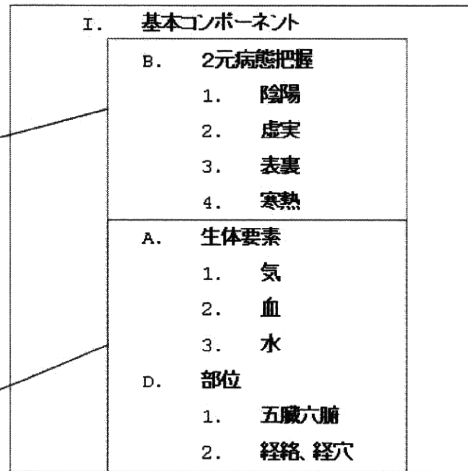 I. 基本コンポーネント
B. 2元病態把握
1. 陰陽
2. 虚実
3. 表裏
4. 寒熱
A. 生体要素
1. 気
2. 血
3. 水
D. 部位
1. 五臓六腑
2. 経絡、経穴